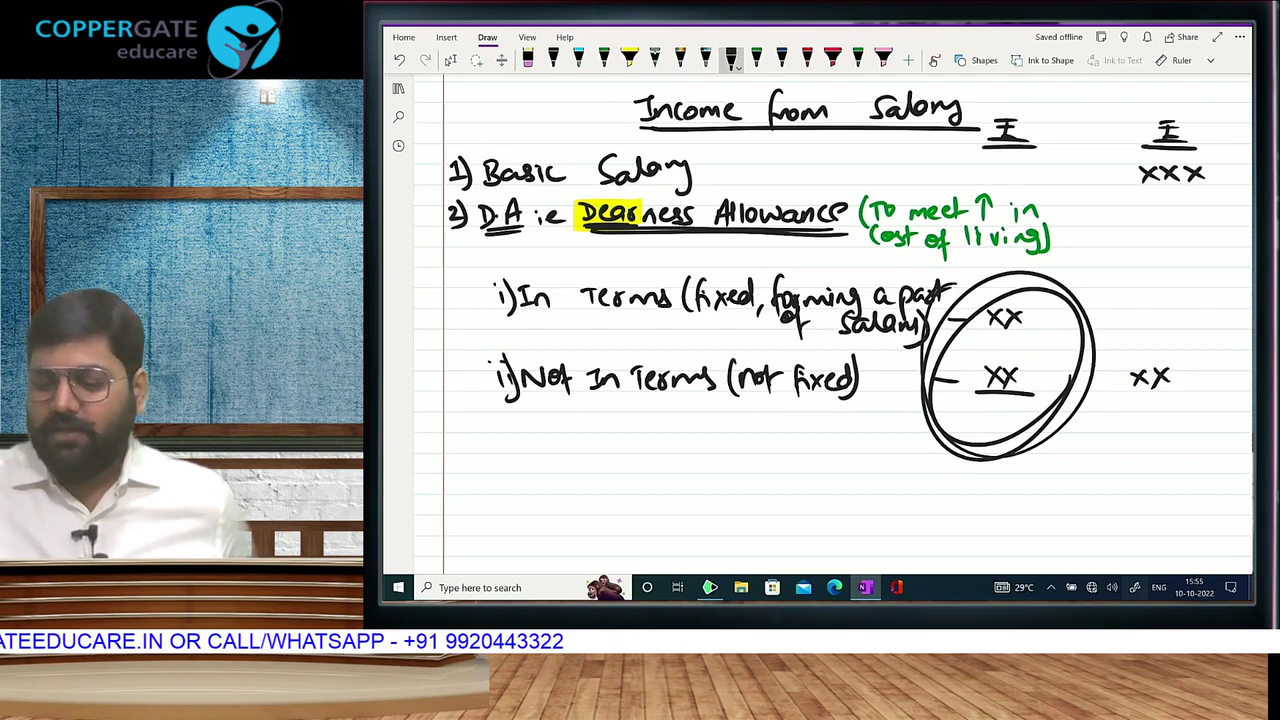 COPPERGATE
educare
Home Insert Draw View Help
Saved offline
Share
Shapes
Ink to Shape
Ink to Text
Ruler
Income from Salary
₹ ₹
1) Basic Salary xxx
2) D.A ie Dearness Allowance (To meet ↑ in
cost of living)
i) In Terms (fixed, forming a part
of salary) - xx
ii) Not In Terms (not fixed) - xx xx
Type here to search
29°C
ENG
15:55
10-10-2022
ATEEDUCARE.IN OR CALL/WHATSAPP - +91 9920443322